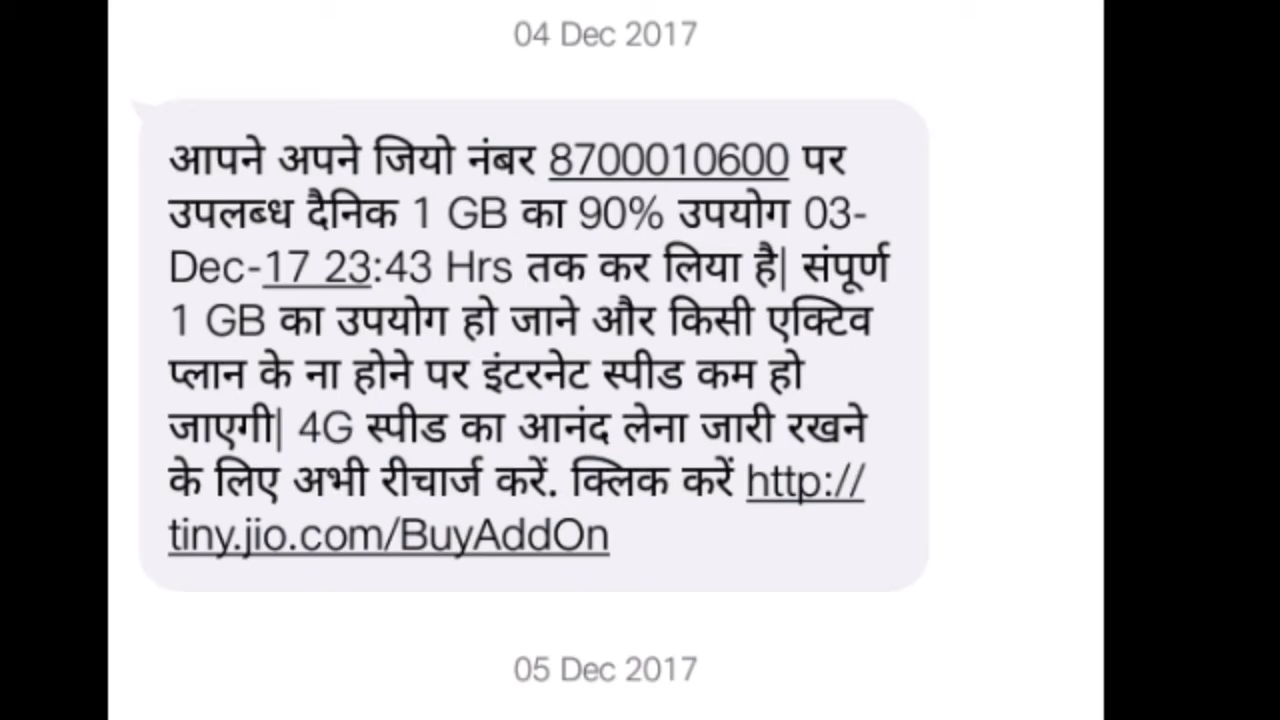 04 Dec 2017
आपने अपने जियो नंबर 8700010600 पर
उपलब्ध दैनिक 1 GB का 90% उपयोग 03-
Dec-17 23:43 Hrs तक कर लिया है| संपूर्ण
1 GB का उपयोग हो जाने और किसी एक्टिव
प्लान के ना होने पर इंटरनेट स्पीड कम हो
जाएगी| 4G स्पीड का आनंद लेना जारी रखने
के लिए अभी रीचार्ज करें. क्लिक करें http://
tiny.jio.com/BuyAddOn
05 Dec 2017